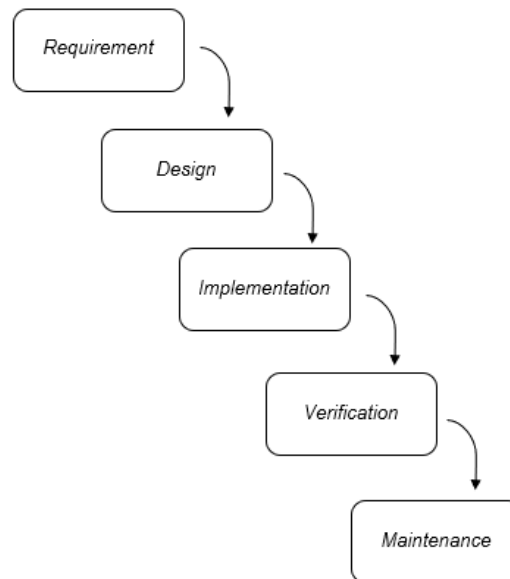 Requirement
Design
Implementation
Verification
Maintenance